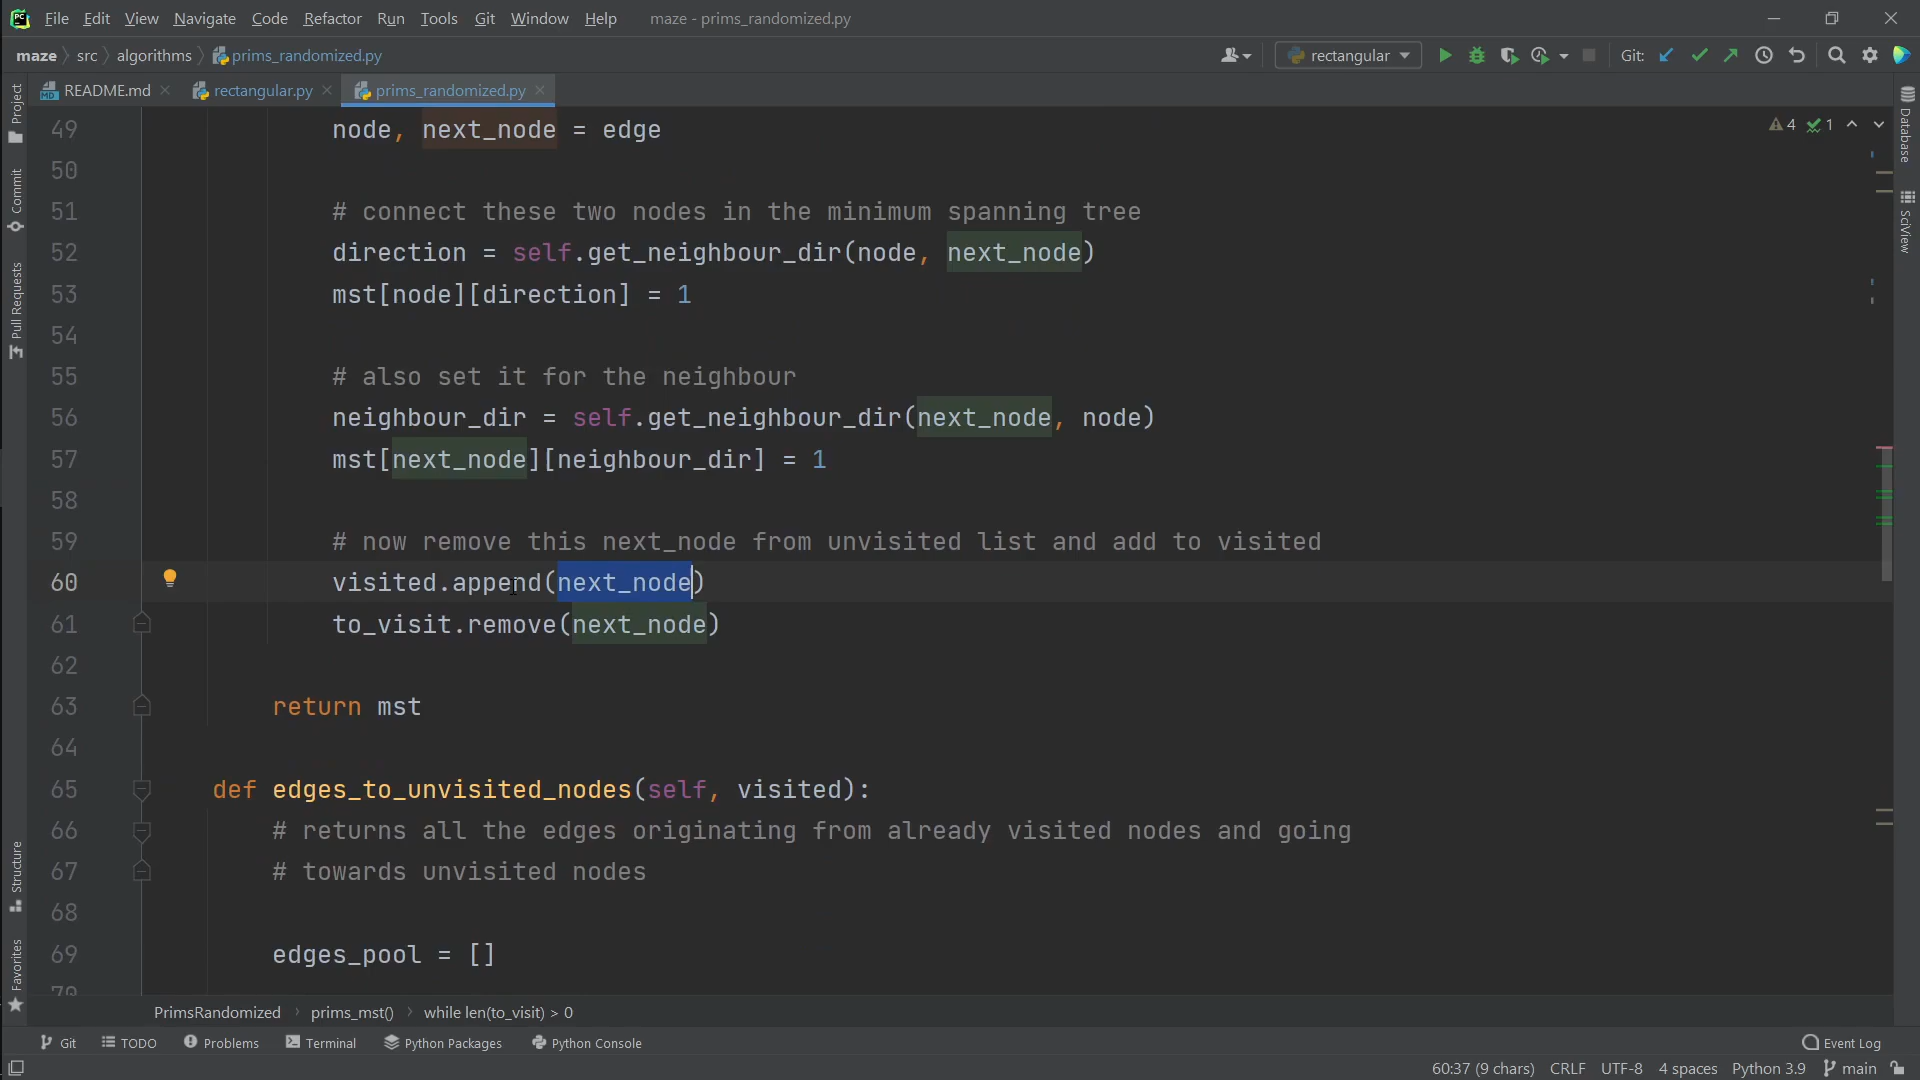 PC File Edit View Navigate Code Refactor Run Tools Git Window Help maze - prims_randomized.py
maze src algorithms prims_randomized.py rectangular Git:
MD README.md rectangular.py prims_randomized.py
Project
Commit
Pull Requests
Structure
Favorites
Database
SciView
4 1
49 node, next_node = edge
50
51 # connect these two nodes in the minimum spanning tree
52 direction = self.get_neighbour_dir(node, next_node)
53 mst[node][direction] = 1
54
55 # also set it for the neighbour
56 neighbour_dir = self.get_neighbour_dir(next_node, node)
57 mst[next_node][neighbour_dir] = 1
58
59 # now remove this next_node from unvisited list and add to visited
60 visited.append(next_node)
61 to_visit.remove(next_node)
62
63 return mst
64
65 def edges_to_unvisited_nodes(self, visited):
66 # returns all the edges originating from already visited nodes and going
67 # towards unvisited nodes
68
69 edges_pool = []
70
PrimsRandomized prims_mst() while len(to_visit) > 0
Git TODO Problems Terminal Python Packages Python Console Event Log
60:37 (9 chars) CRLF UTF-8 4 spaces Python 3.9 main